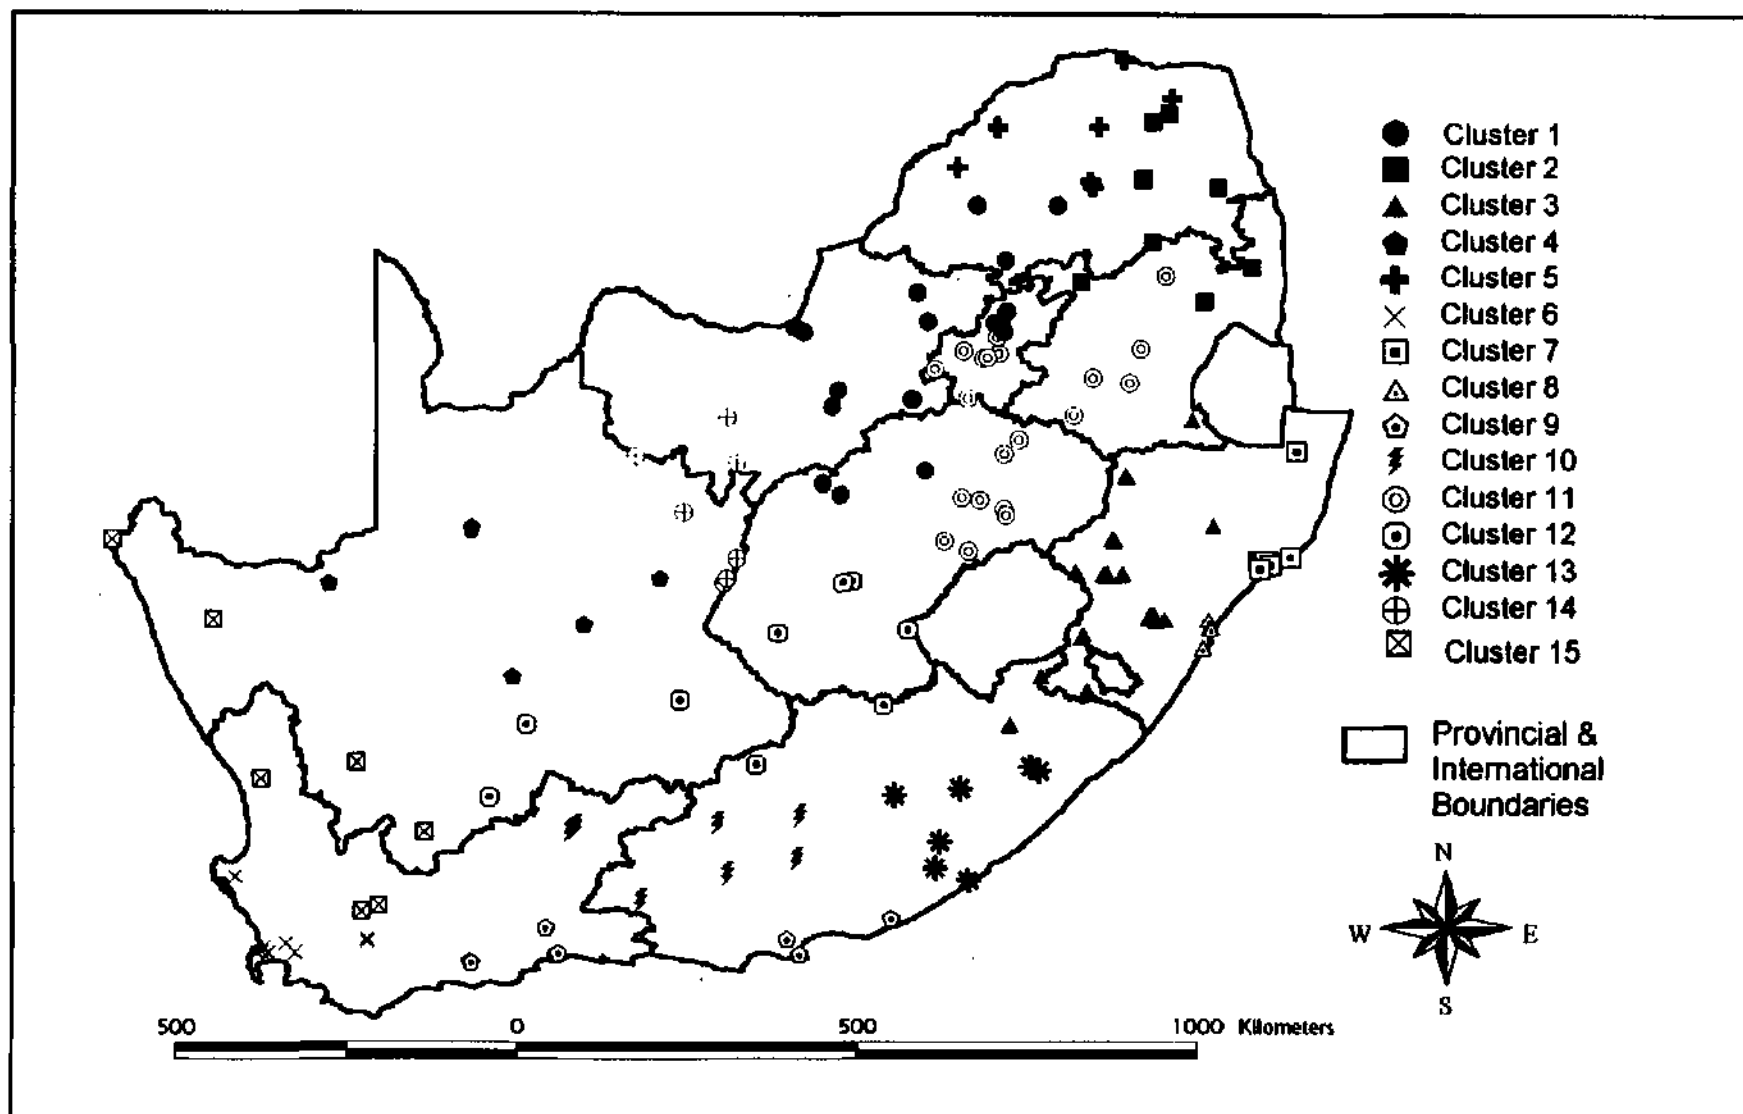 Cluster 1
Cluster 2
Cluster 3
Cluster 4
Cluster 5
Cluster 6
Cluster 7
Cluster 8
Cluster 9
Cluster 10
Cluster 11
Cluster 12
Cluster 13
Cluster 14
Cluster 15
Provincial &
International
Boundaries
N
W E
S
500 0 500 1000 Kilometers